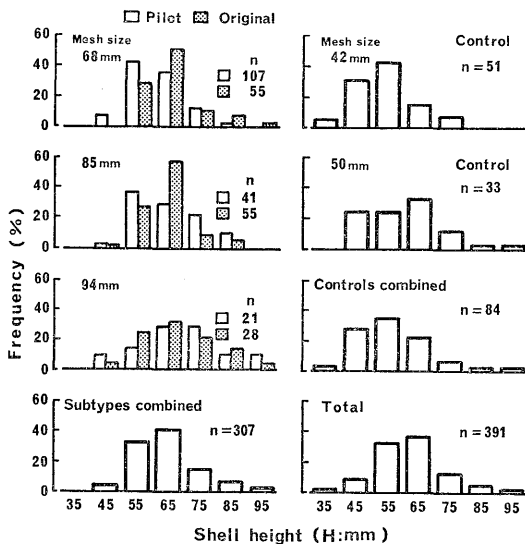 Pilot Original
Mesh size
68mm
n
107
55
60
40
20
0
Mesh size
42mm
Control
n=51
85mm
n
41
55
60
40
20
0
50mm
Control
n=33
94mm
n
21
28
60
40
20
0
Controls combined
n=84
Subtypes combined
n=307
60
40
20
0
Total
n=391
35 45 55 65 75 85 95
35 45 55 65 75 85 95
Frequency (%)
Shell height (H:mm)